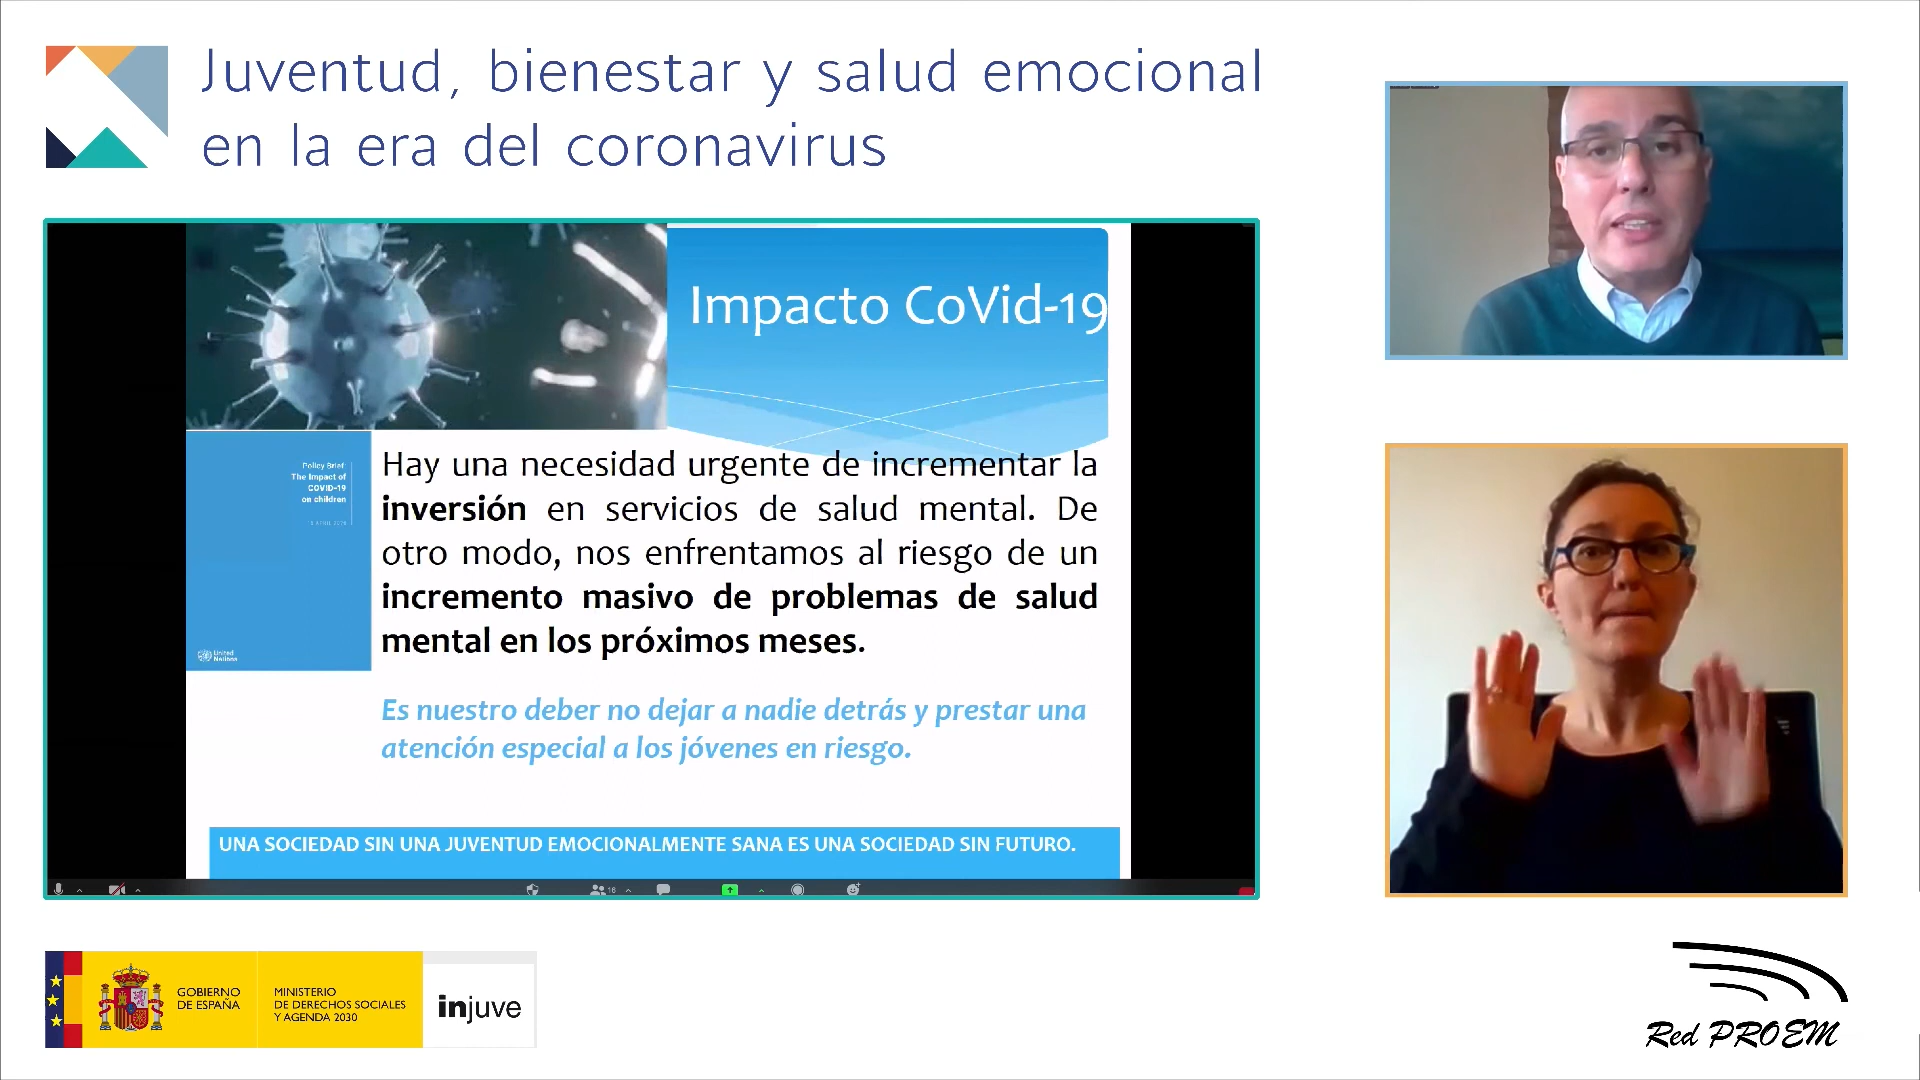 Juventud, bienestar y salud emocional
en la era del coronavirus
Impacto CoVid-19
Policy Brief:
The Impact of
COVID-19
on children
United
Nations
Hay una necesidad urgente de incrementar la
inversión en servicios de salud mental. De
otro modo, nos enfrentamos al riesgo de un
incremento masivo de problemas de salud
mental en los próximos meses.
Es nuestro deber no dejar a nadie detrás y prestar una
atención especial a los jóvenes en riesgo.
UNA SOCIEDAD SIN UNA JUVENTUD EMOCIONALMENTE SANA ES UNA SOCIEDAD SIN FUTURO.
16
GOBIERNO
DE ESPAÑA
MINISTERIO
DE DERECHOS SOCIALES
Y AGENDA 2030
injuve
Red PROEM